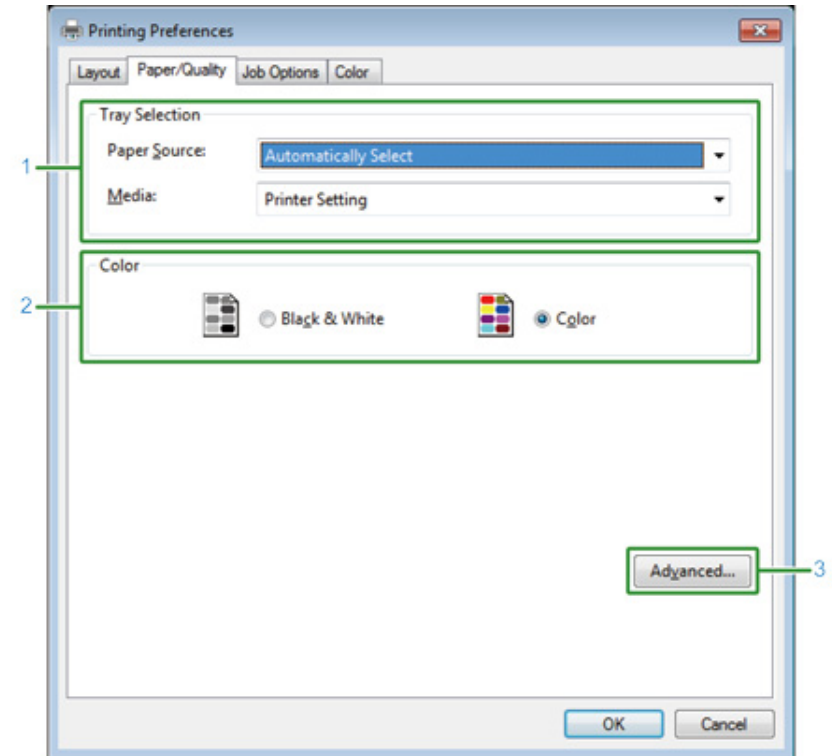 Printing Preferences
Layout Paper/Quality Job Options Color
Tray Selection
Paper Source: Automatically Select
1
Media: Printer Setting
Color
2
Black & White Color
Advanced... 3
OK Cancel